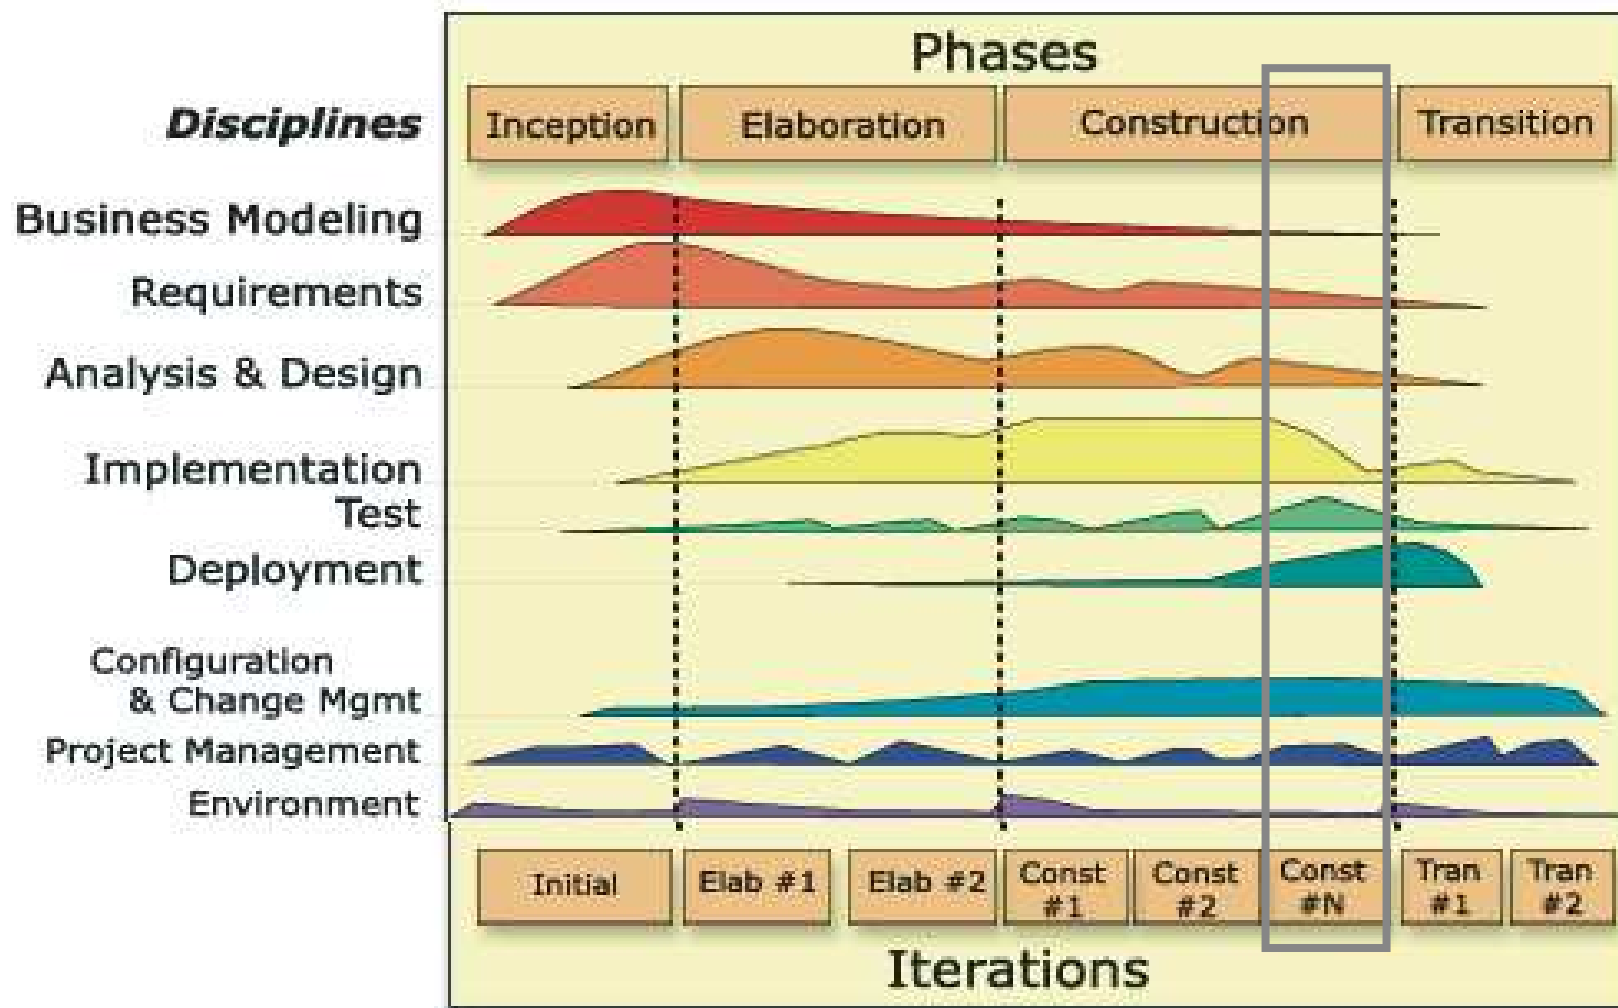 Phases
Disciplines
Inception
Elaboration
Construction
Transition
Business Modeling
Requirements
Analysis & Design
Implementation
Test
Deployment
Configuration
& Change Mgmt
Project Management
Environment
Initial
Elab #1
Elab #2
Const
#1
Const
#2
Const
#N
Tran
#1
Tran
#2
Iterations